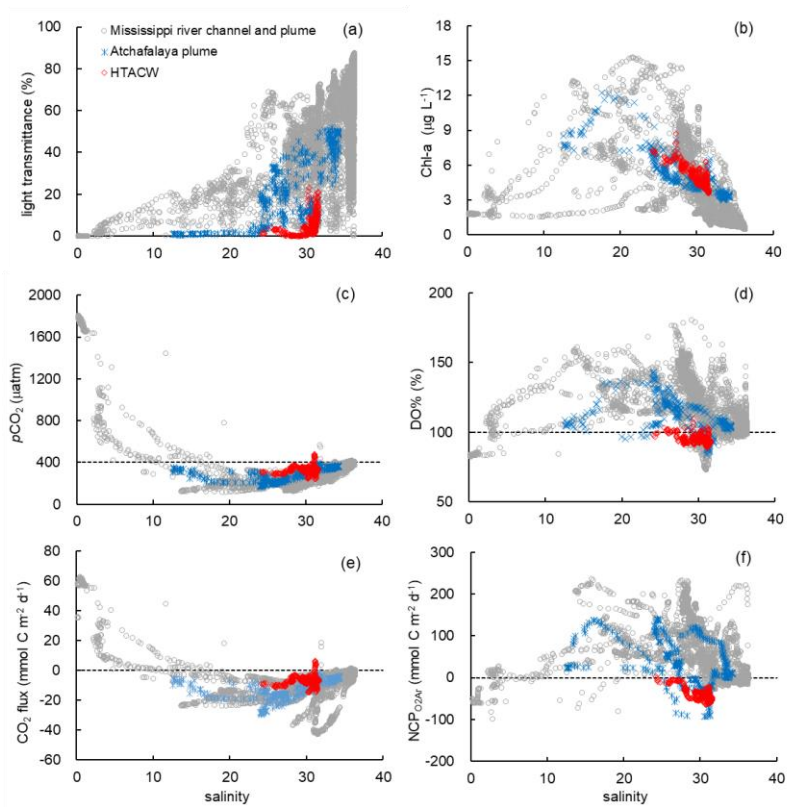 (a)
Mississippi river channel and plume
Atchafalaya plume
HTACW
light transmittance (%)
100
80
60
40
20
0
0 10 20 30 40
(b)
Chl-a (μg L-1)
18
15
12
9
6
3
0
0 10 20 30 40
(c)
pCO2 (μatm)
2000
1600
1200
800
400
0
0 10 20 30 40
(d)
DO% (%)
200
150
100
50
0 10 20 30 40
(e)
CO2 flux (mmol C m-2 d-1)
80
60
40
20
0
-20
-40
-60
0 10 20 30 40
salinity
(f)
NCPO2Ar (mmol C m-2 d-1)
300
200
100
0
-100
-200
0 10 20 30 40
salinity